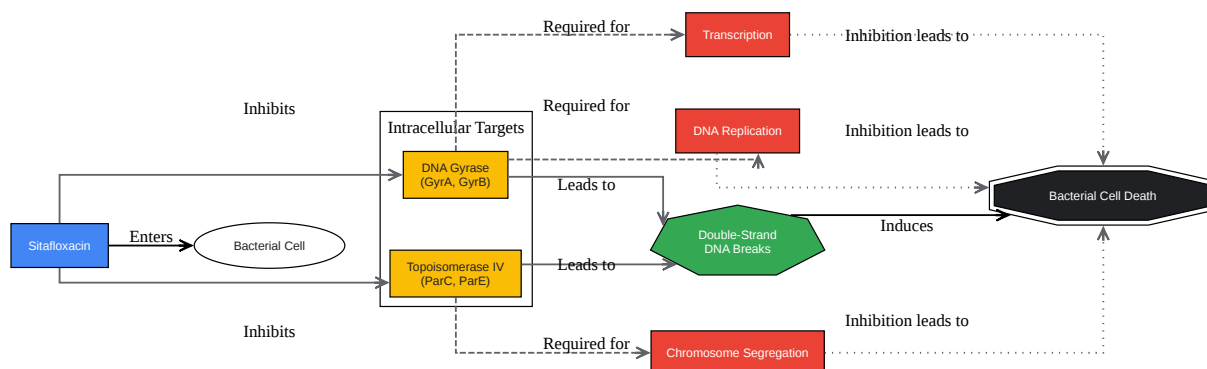 Required for
Transcription
Inhibition leads to
Inhibits
Required for
DNA Replication
Inhibition leads to
Intracellular Targets
DNA Gyrase
(GyrA, GyrB)
Leads to
Bacterial Cell Death
Sitafloxacin
Enters
Bacterial Cell
Double-Strand
DNA Breaks
Induces
Topoisomerase IV
(ParC, ParE)
Leads to
Inhibits
Required for
Chromosome Segregation
Inhibition leads to